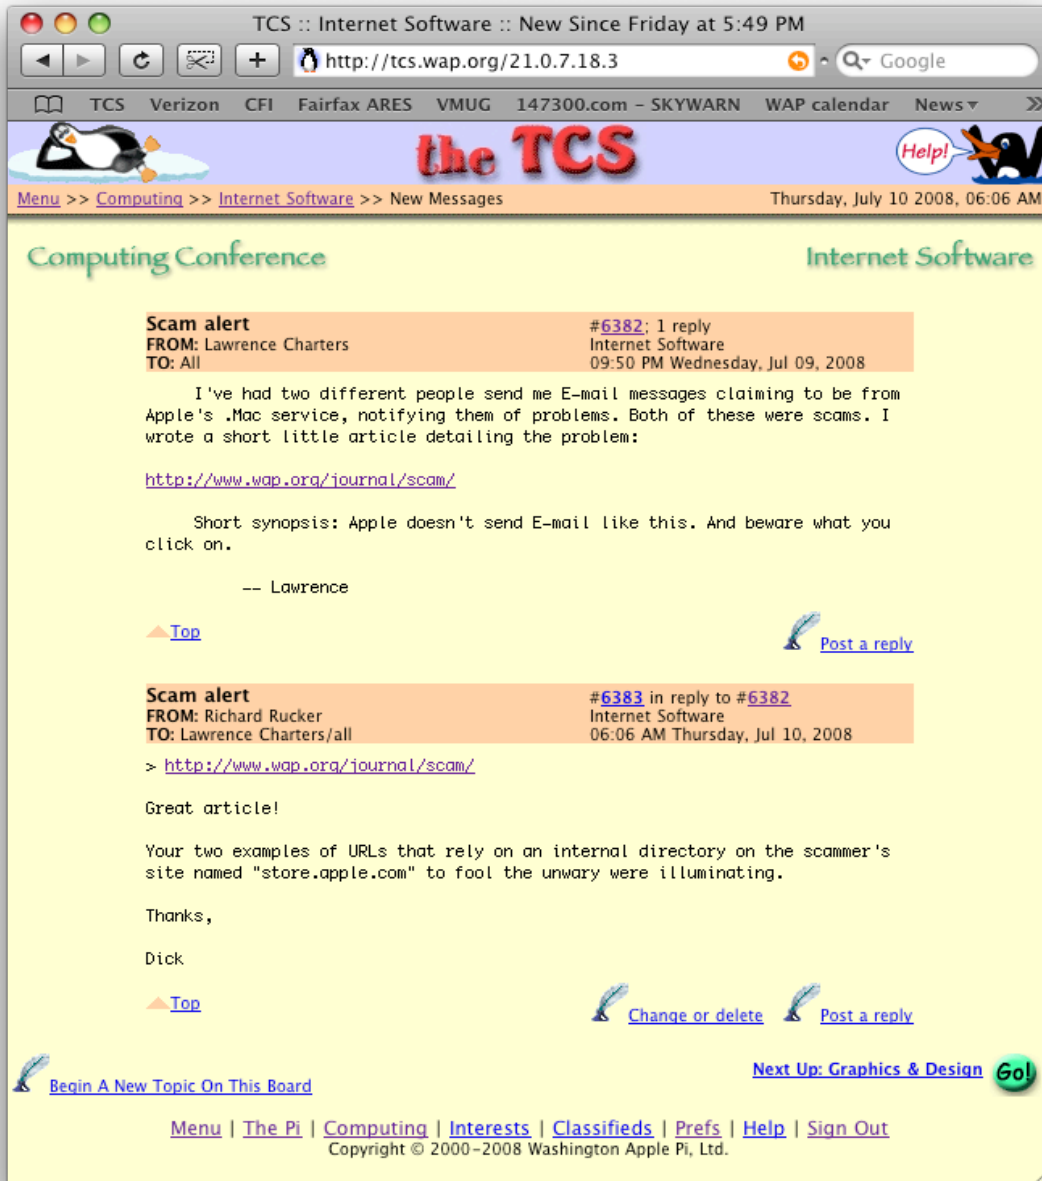 TCS :: Internet Software :: New Since Friday at 5:49 PM
http://tcs.wap.org/21.0.7.18.3
Google
TCS Verizon CFI Fairfax ARES VMUG 147300.com – SKYWARN WAP calendar News
the TCS
Help!
Menu >> Computing >> Internet Software >> New Messages
Thursday, July 10 2008, 06:06 AM
Computing Conference
Internet Software
Scam alert
#6382; 1 reply
FROM: Lawrence Charters
Internet Software
TO: All
09:50 PM Wednesday, Jul 09, 2008
I've had two different people send me E-mail messages claiming to be from
Apple's .Mac service, notifying them of problems. Both of these were scams. I
wrote a short little article detailing the problem:
http://www.wap.org/journal/scam/
Short synopsis: Apple doesn't send E-mail like this. And beware what you
click on.
-- Lawrence
Top
Post a reply
Scam alert
#6383 in reply to #6382
FROM: Richard Rucker
Internet Software
TO: Lawrence Charters/all
06:06 AM Thursday, Jul 10, 2008
> http://www.wap.org/journal/scam/
Great article!
Your two examples of URLs that rely on an internal directory on the scammer's
site named "store.apple.com" to fool the unwary were illuminating.
Thanks,
Dick
Top
Change or delete
Post a reply
Next Up: Graphics & Design Go!
Begin A New Topic On This Board
Menu | The Pi | Computing | Interests | Classifieds | Prefs | Help | Sign Out
Copyright © 2000-2008 Washington Apple Pi, Ltd.